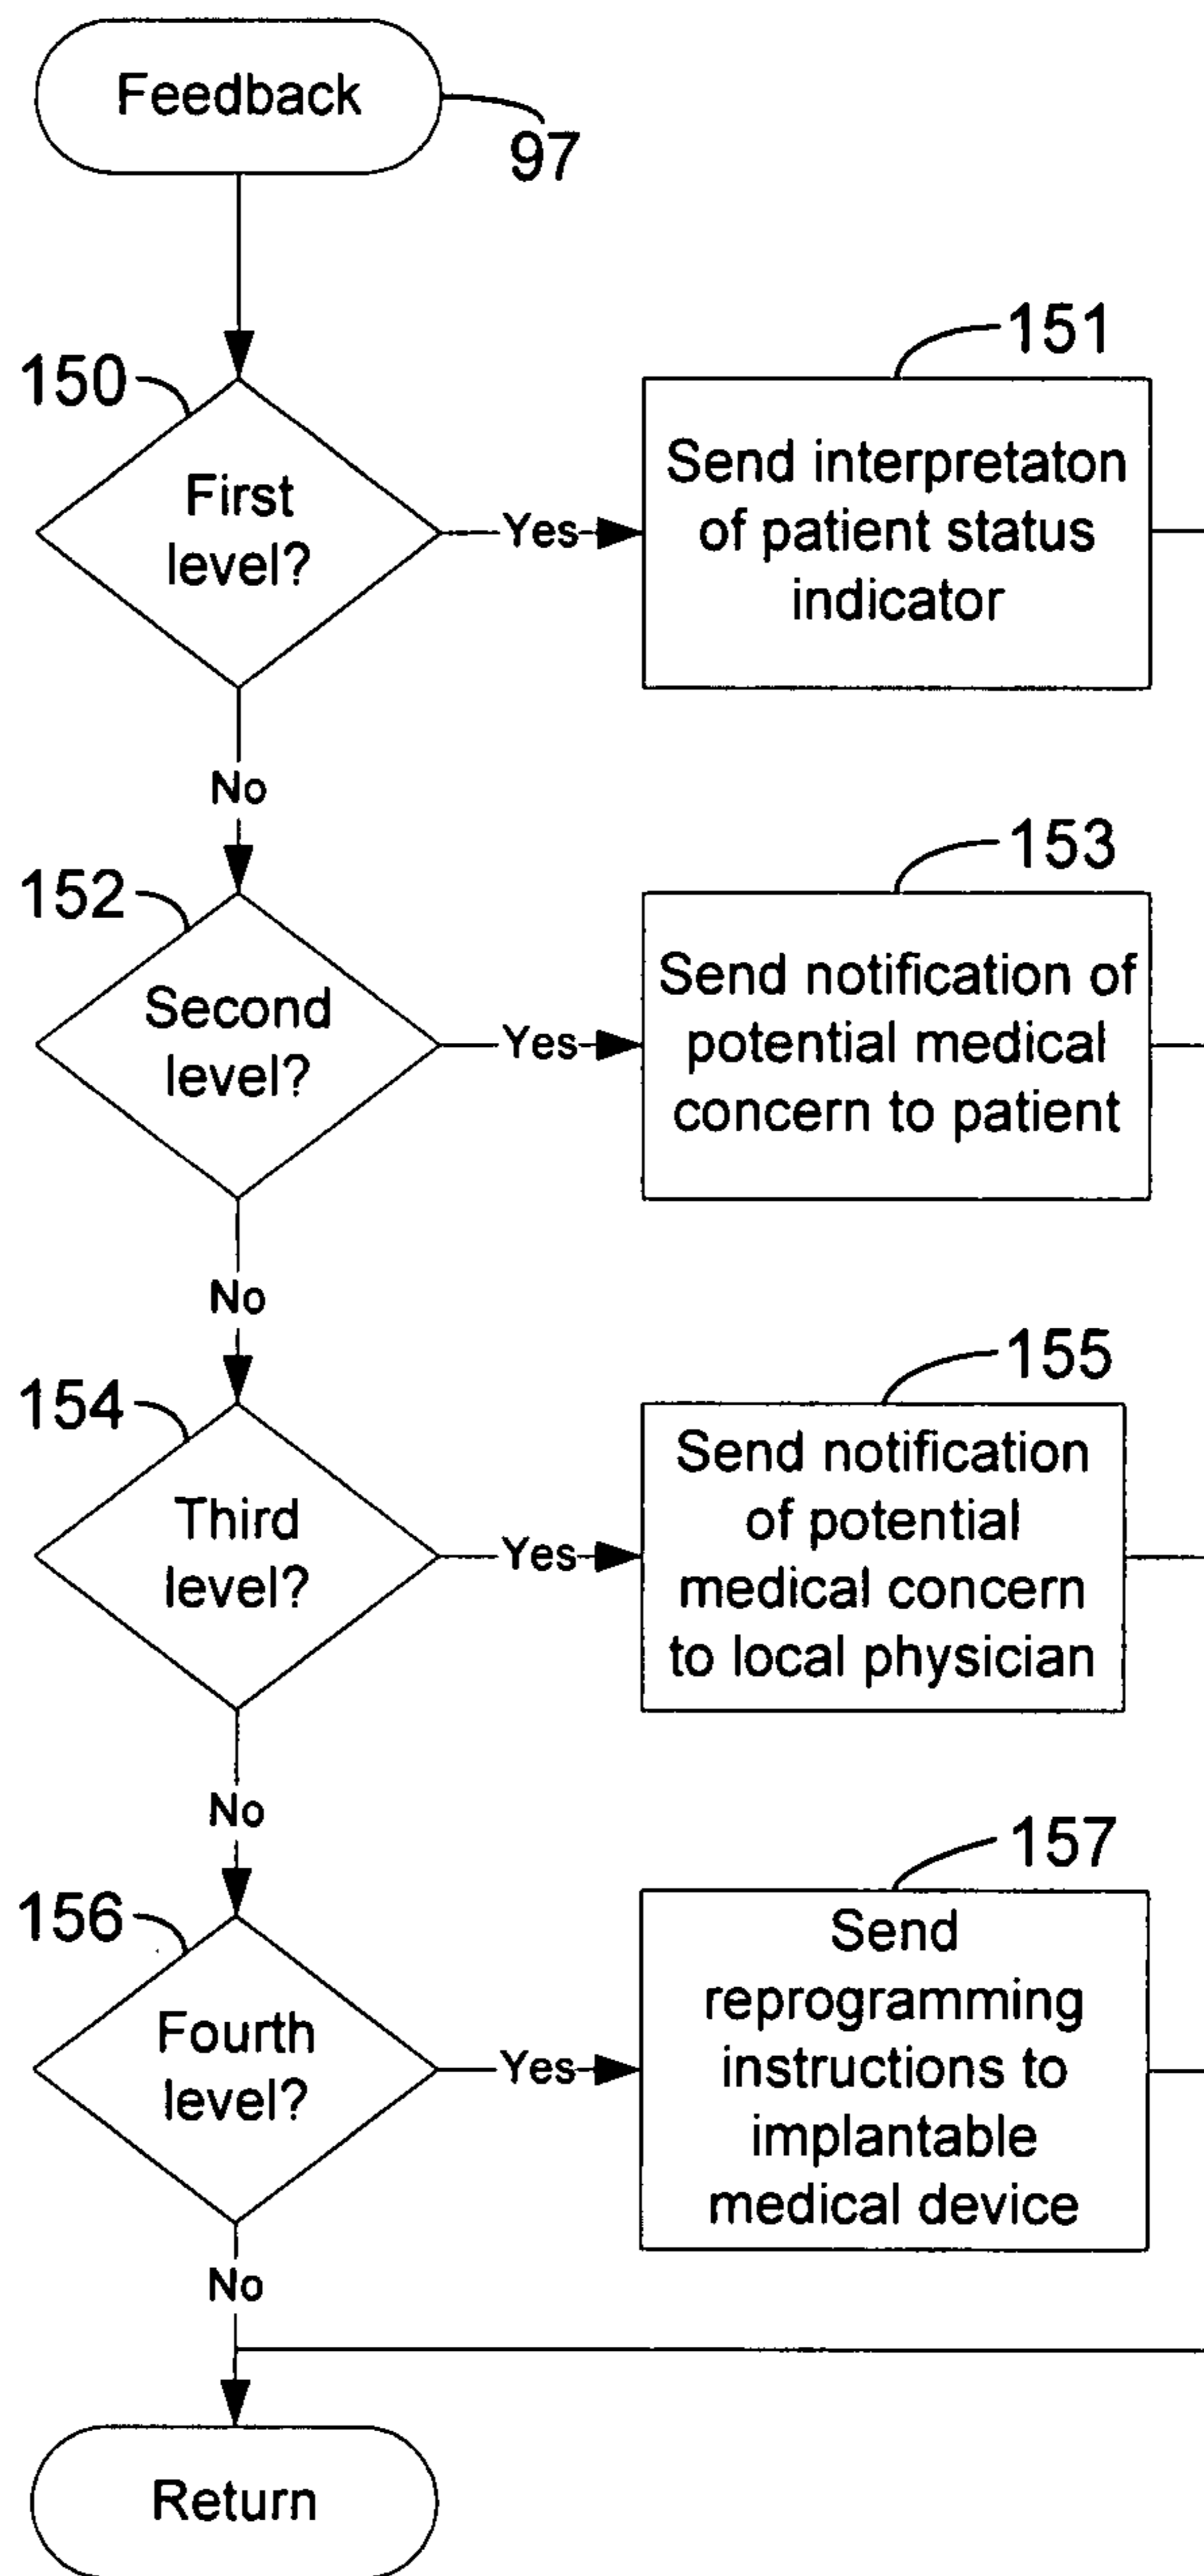 Feedback
97
150
First
level?
Yes
151
Send interpretaton
of patient status
indicator
No
152
Second
level?
Yes
153
Send notification of
potential medical
concern to patient
No
154
Third
level?
Yes
155
Send notification
of potential
medical concern
to local physician
No
156
Fourth
level?
Yes
157
Send
reprogramming
instructions to
implantable
medical device
No
Return